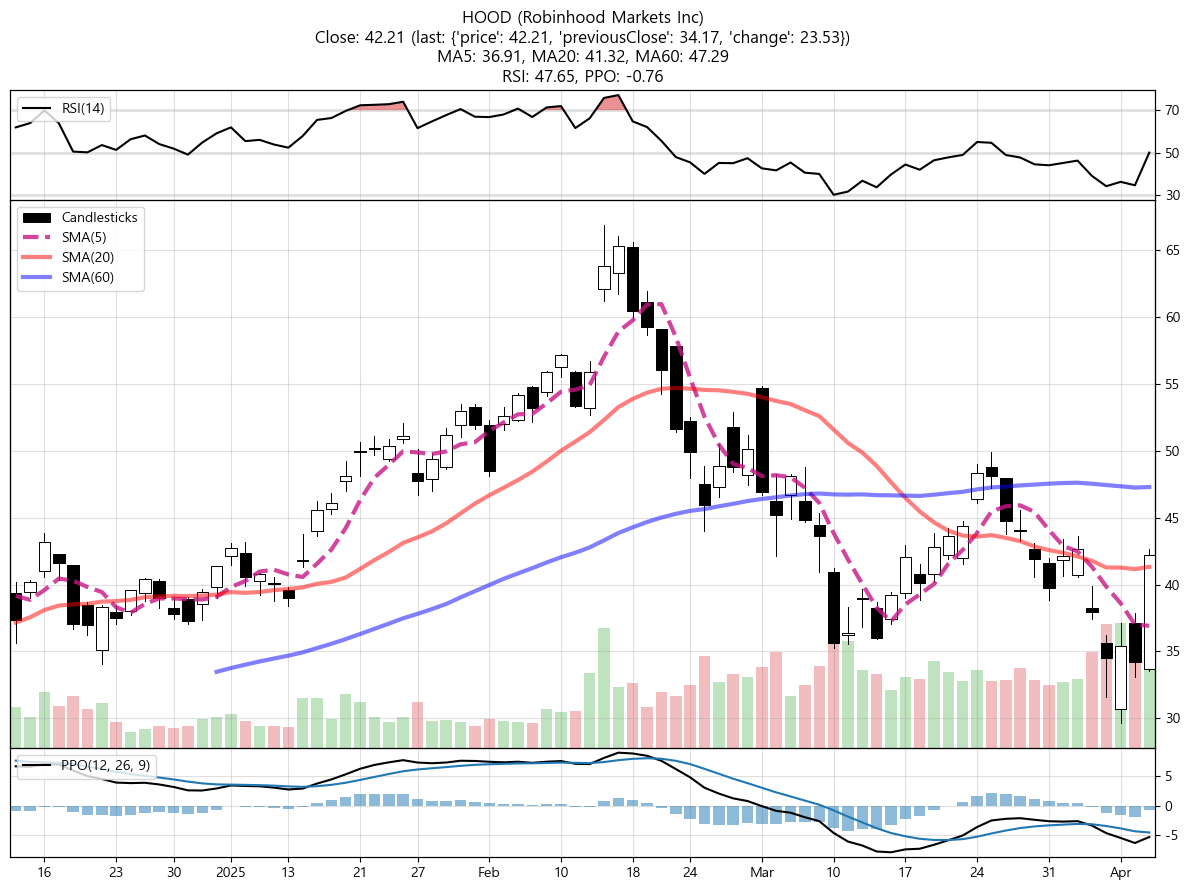 HOOD (Robinhood Markets Inc)
Close: 42.21 (last: {'price': 42.21, 'previousClose': 34.17, 'change': 23.53})
MA5: 36.91, MA20: 41.32, MA60: 47.29
RSI: 47.65, PPO: -0.76
RSI(14)
70
50
30
Candlesticks
SMA(5)
SMA(20)
SMA(60)
65
60
55
50
45
40
35
30
PPO(12, 26, 9)
5
0
-5
16 23 30 2025 13 21 27 Feb 10 18 24 Mar 10 17 24 31 Apr